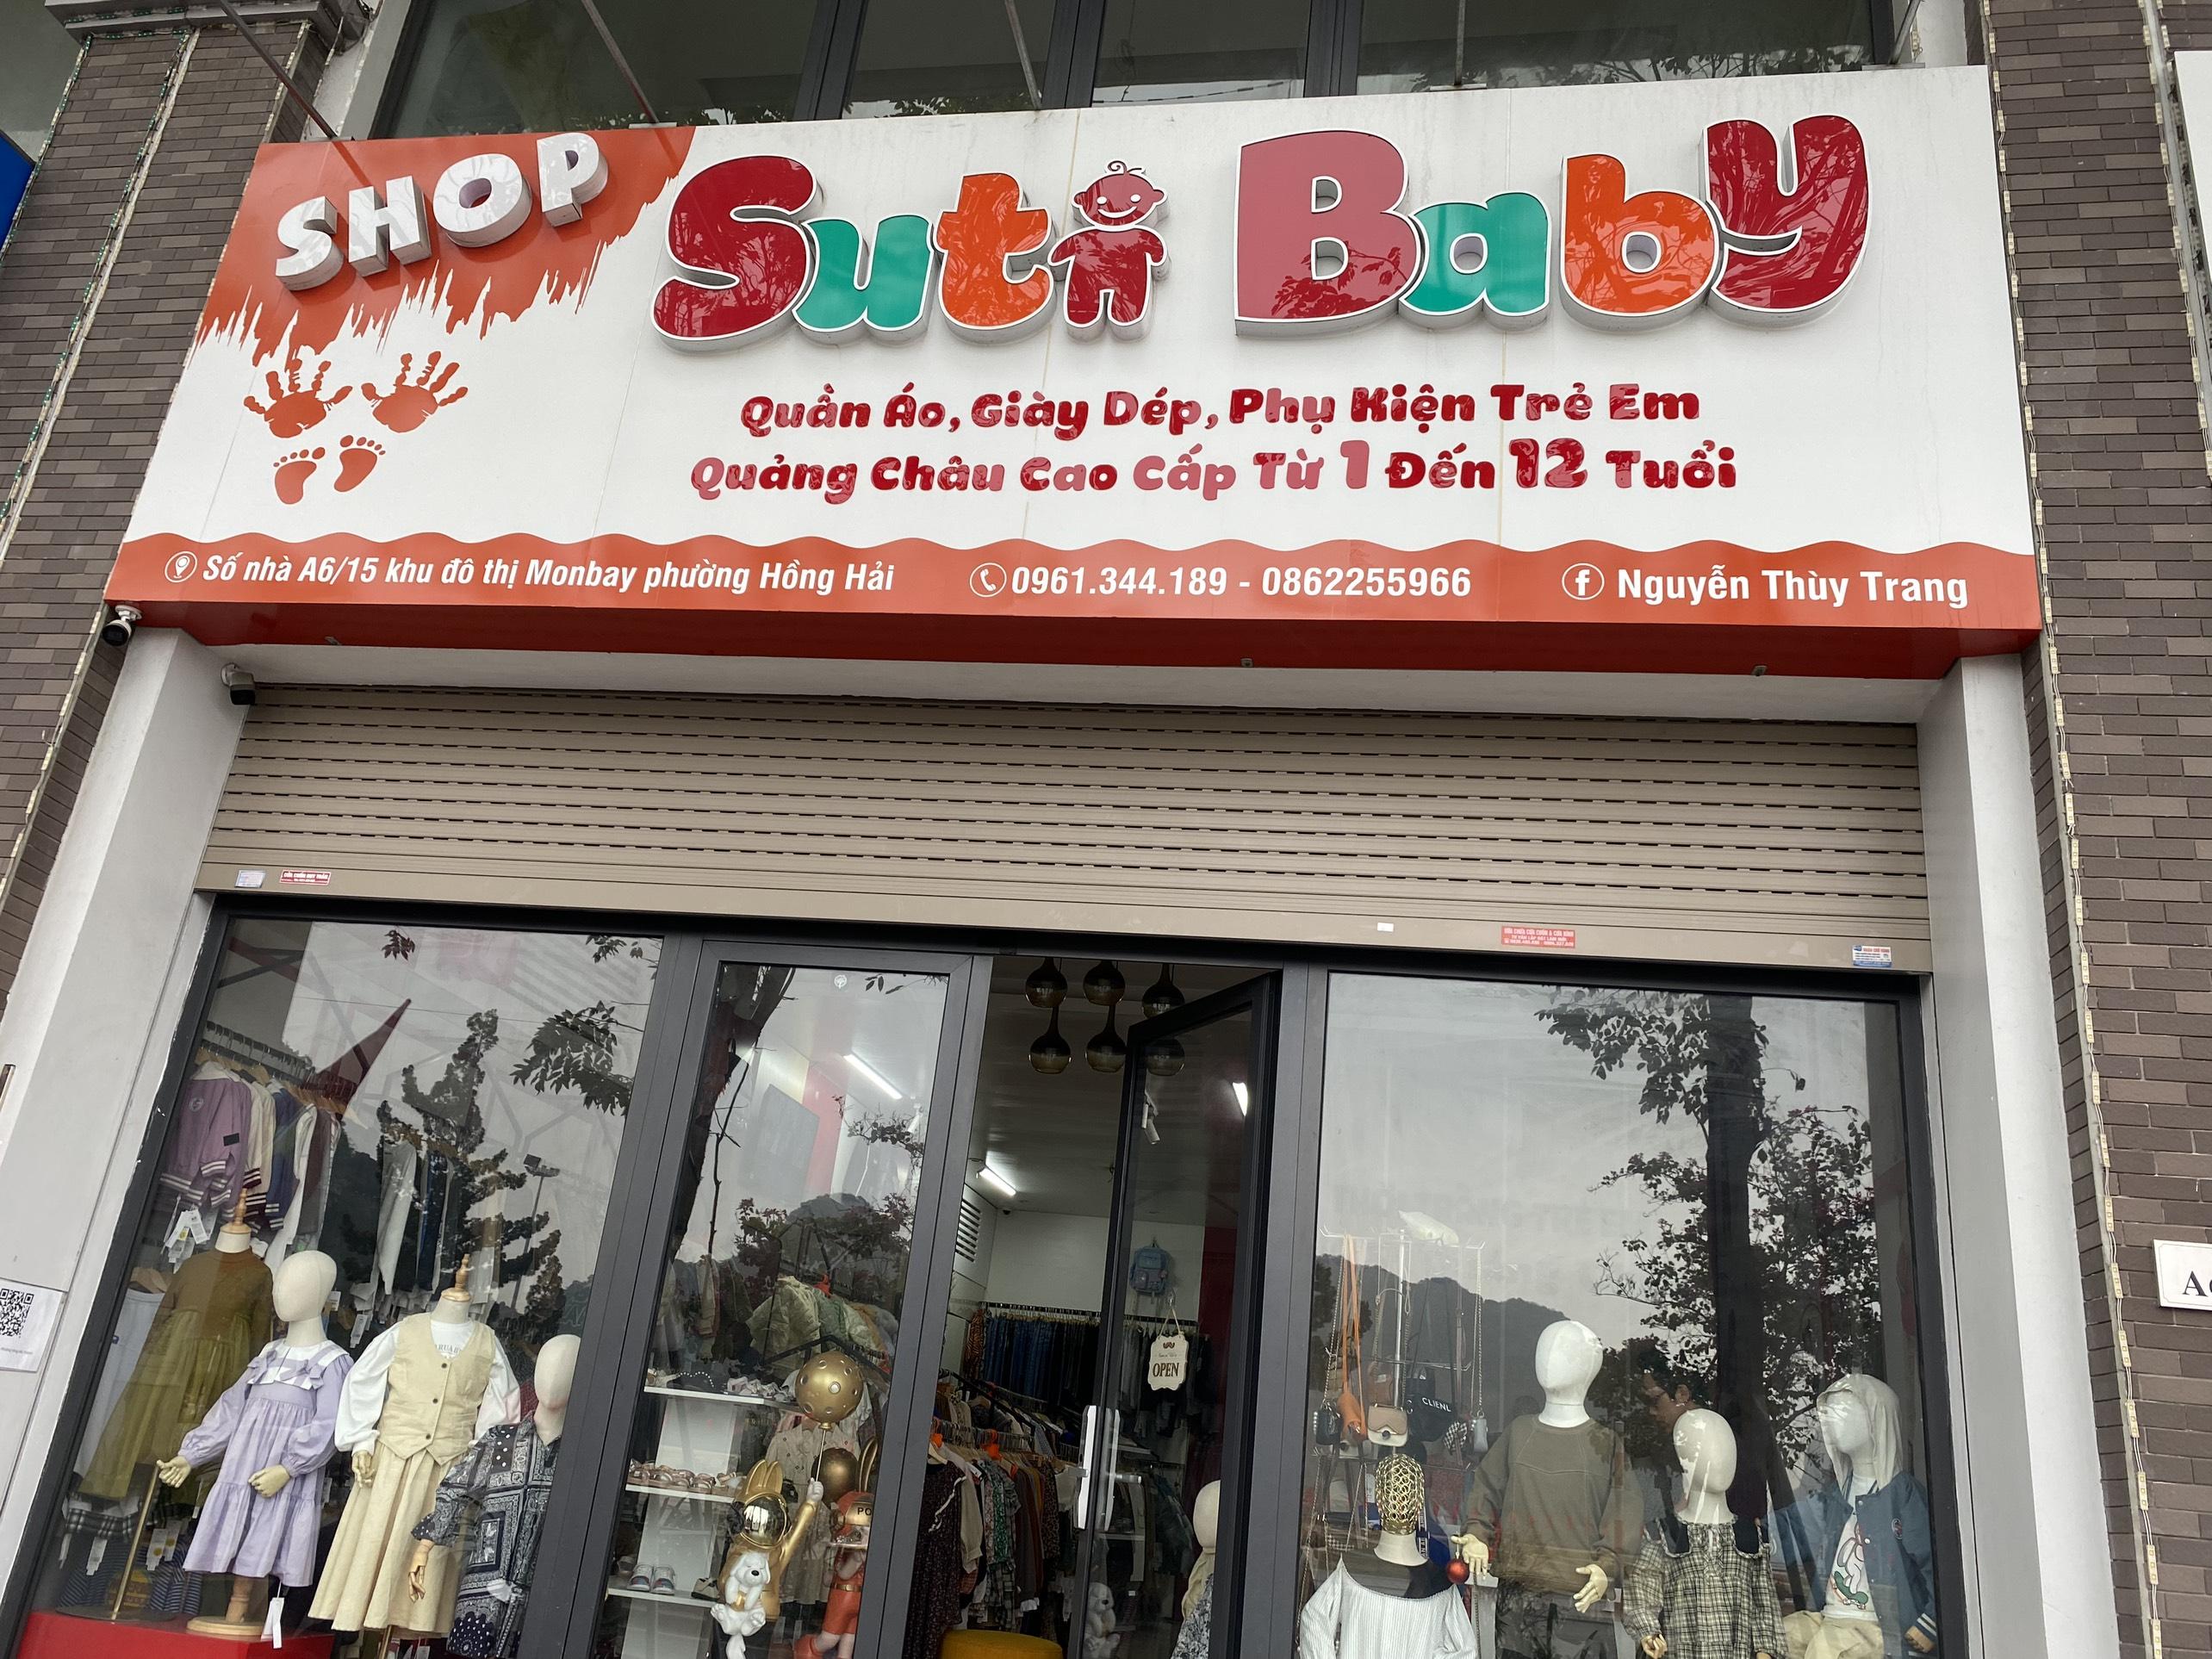 SHOP
Suti Baby
Quần Áo, Giày Dép, Phụ Kiện Trẻ Em
Quảng Châu Cao Cấp Từ 1 Đến 12 Tuổi
Số nhà A6/15 khu đô thị Monbay phường Hồng Hải
0961.344.189 - 0862255966
Nguyễn Thùy Trang
OPEN